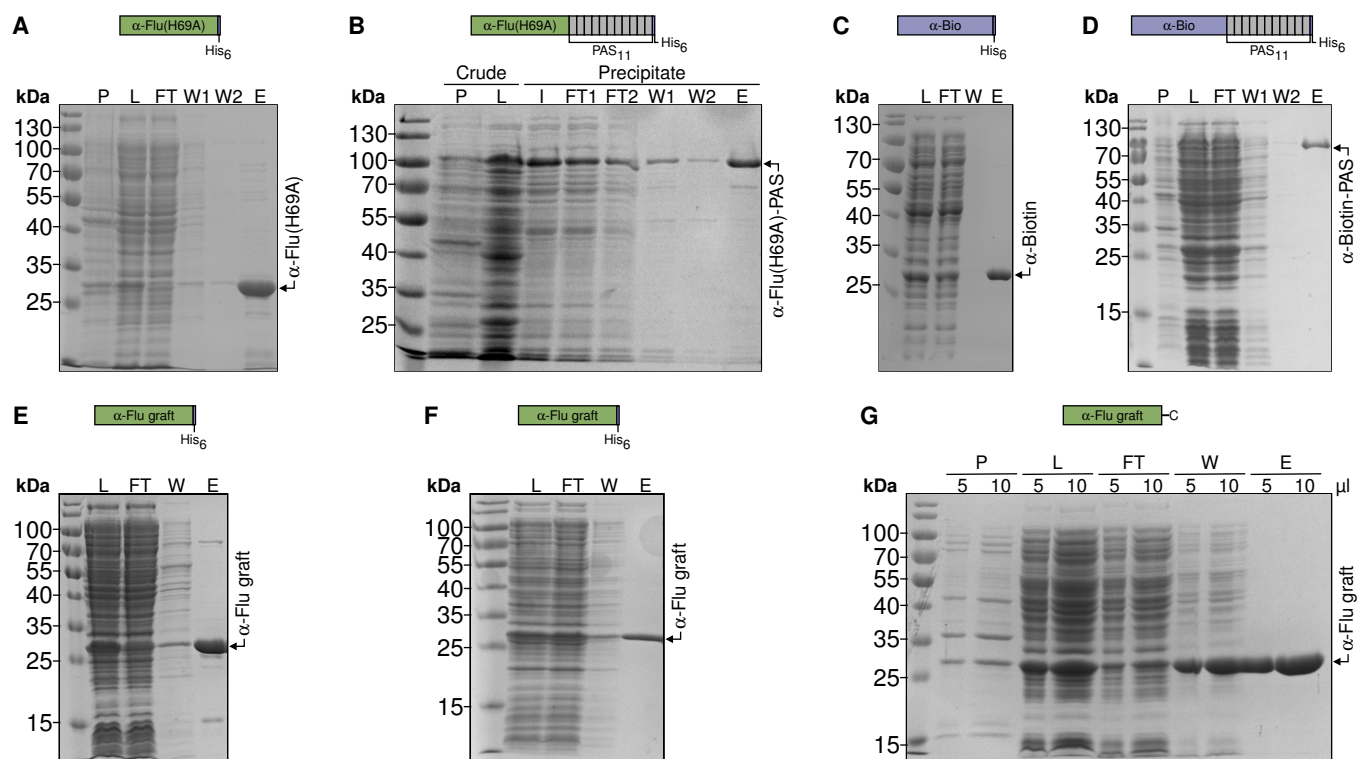 A
α-Flu(H69A)
His6
kDa P L FT W1 W2 E
130
100
70
55
40
35
25
α-Flu(H69A)
B
α-Flu(H69A)
PAS11
His6
Crude Precipitate
kDa P L I FT1 FT2 W1 W2 E
130
100
70
55
40
35
25
α-Flu(H69A)-PAS
C
α-Bio
His6
kDa L FT W E
130
70
55
40
35
25
α-Biotin
D
α-Bio
PAS11
His6
kDa P L FT W1 W2 E
130
70
55
40
35
25
15
α-Biotin-PAS
E
α-Flu graft
His6
kDa L FT W E
100
70
55
40
35
25
15
α-Flu graft
F
α-Flu graft
His6
kDa L FT W E
100
70
55
40
35
25
15
α-Flu graft
G
α-Flu graft C
P L FT W E
kDa 5 10 5 10 5 10 5 10 5 10 µl
100
70
55
40
35
25
15
α-Flu graft